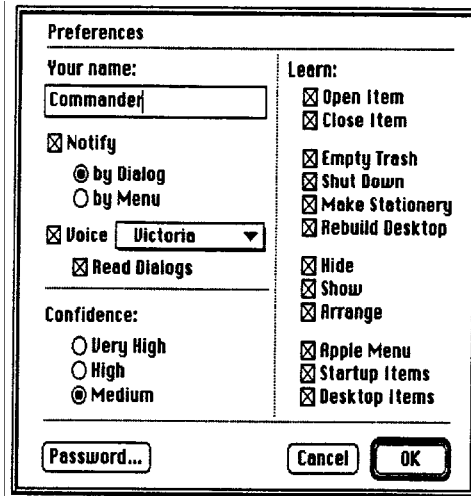 Preferences
Your name:
Commander
Notify
by Dialog
by Menu
Voice Victoria
Read Dialogs
Confidence:
Very High
High
Medium
Learn:
Open Item
Close Item
Empty Trash
Shut Down
Make Stationery
Rebuild Desktop
Hide
Show
Arrange
Apple Menu
Startup Items
Desktop Items
Password...
Cancel
OK